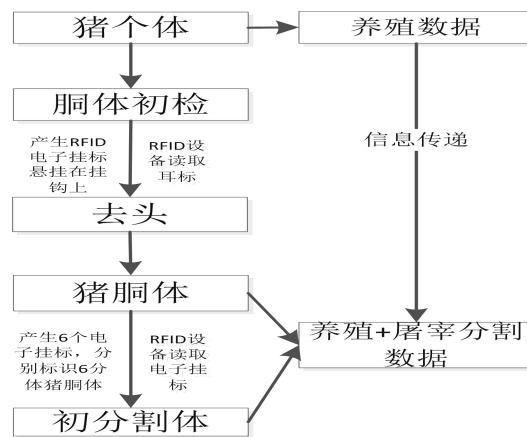 猪个体
养殖数据
胴体初检
产生RFID
电子挂标
悬挂在挂
钩上
RFID设
备读取
耳标
信息传递
去头
猪胴体
产生6个电
子挂标，分
别标识6分
体猪胴体
RFID设
备读取
电子挂
标
养殖+屠宰分割
数据
初分割体